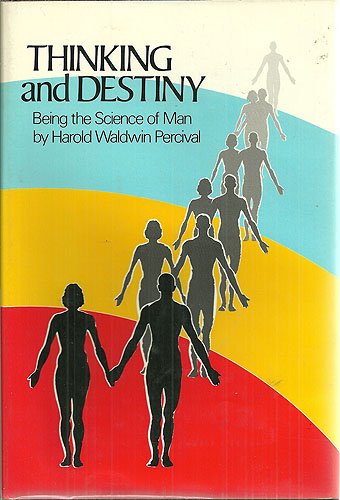 THINKING
and DESTINY
Being the Science of Man
by Harold Waldwin Percival